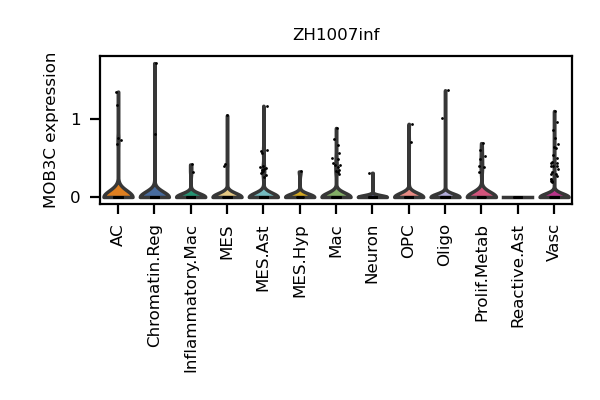 ZH1007inf
MOB3C expression
1
0
AC
Chromatin.Reg
Inflammatory.Mac
MES
MES.Ast
MES.Hyp
Mac
Neuron
OPC
Oligo
Prolif.Metab
Reactive.Ast
Vasc